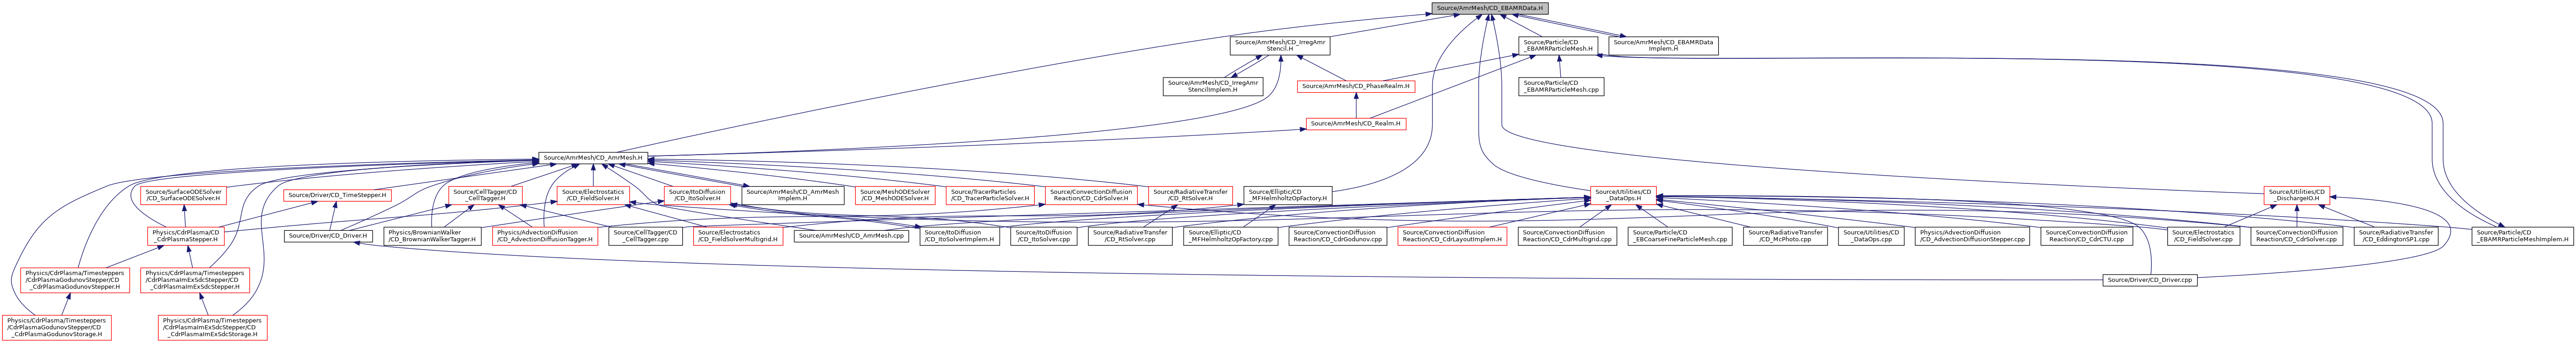 Source/AmrMesh/CD_EBAMRData.H
Source/AmrMesh/CD_IrregAmr
Stencil.H
Source/Particle/CD
_EBAMRParticleMesh.H
Source/AmrMesh/CD_EBAMRData
Implem.H
Source/AmrMesh/CD_IrregAmr
StencilImplem.H
Source/AmrMesh/CD_PhaseRealm.H
Source/Particle/CD
_EBAMRParticleMesh.cpp
Source/AmrMesh/CD_Realm.H
Source/AmrMesh/CD_AmrMesh.H
Source/SurfaceODESolver
/CD_SurfaceODESolver.H
Source/Driver/CD_TimeStepper.H
Source/CellTagger/CD
_CellTagger.H
Source/Electrostatics
/CD_FieldSolver.H
Source/ItoDiffusion
/CD_ItoSolver.H
Source/AmrMesh/CD_AmrMesh
Implem.H
Source/MeshODESolver
/CD_MeshODESolver.H
Source/TracerParticles
/CD_TracerParticleSolver.H
Source/ConvectionDiffusion
Reaction/CD_CdrSolver.H
Source/RadiativeTransfer
/CD_RtSolver.H
Source/Elliptic/CD
_MFHelmholtzOpFactory.H
Source/Utilities/CD
_DataOps.H
Source/Utilities/CD
_DischargeIO.H
Physics/CdrPlasma/CD
_CdrPlasmaStepper.H
Source/Driver/CD_Driver.H
Physics/BrownianWalker
/CD_BrownianWalkerTagger.H
Physics/AdvectionDiffusion
/CD_AdvectionDiffusionTagger.H
Source/CellTagger/CD
_CellTagger.cpp
Source/Electrostatics
/CD_FieldSolverMultigrid.H
Source/AmrMesh/CD_AmrMesh.cpp
Source/ItoDiffusion
/CD_ItoSolverImplem.H
Source/ItoDiffusion
/CD_ItoSolver.cpp
Source/RadiativeTransfer
/CD_RtSolver.cpp
Source/Elliptic/CD
_MFHelmholtzOpFactory.cpp
Source/ConvectionDiffusion
Reaction/CD_CdrGodunov.cpp
Source/ConvectionDiffusion
Reaction/CD_CdrLayoutImplem.H
Source/ConvectionDiffusion
Reaction/CD_CdrMultigrid.cpp
Source/Particle/CD
_EBCoarseFineParticleMesh.cpp
Source/RadiativeTransfer
/CD_McPhoto.cpp
Source/Utilities/CD
_DataOps.cpp
Physics/AdvectionDiffusion
/CD_AdvectionDiffusionStepper.cpp
Source/ConvectionDiffusion
Reaction/CD_CdrCTU.cpp
Source/Electrostatics
/CD_FieldSolver.cpp
Source/ConvectionDiffusion
Reaction/CD_CdrSolver.cpp
Source/RadiativeTransfer
/CD_EddingtonSP1.cpp
Source/Particle/CD
_EBAMRParticleMeshImplem.H
Physics/CdrPlasma/Timesteppers
/CdrPlasmaGodunovStepper/CD
_CdrPlasmaGodunovStepper.H
Physics/CdrPlasma/Timesteppers
/CdrPlasmaImExSdcStepper/CD
_CdrPlasmaImExSdcStepper.H
Source/Driver/CD_Driver.cpp
Physics/CdrPlasma/Timesteppers
/CdrPlasmaGodunovStepper/CD
_CdrPlasmaGodunovStorage.H
Physics/CdrPlasma/Timesteppers
/CdrPlasmaImExSdcStepper/CD
_CdrPlasmaImExSdcStorage.H